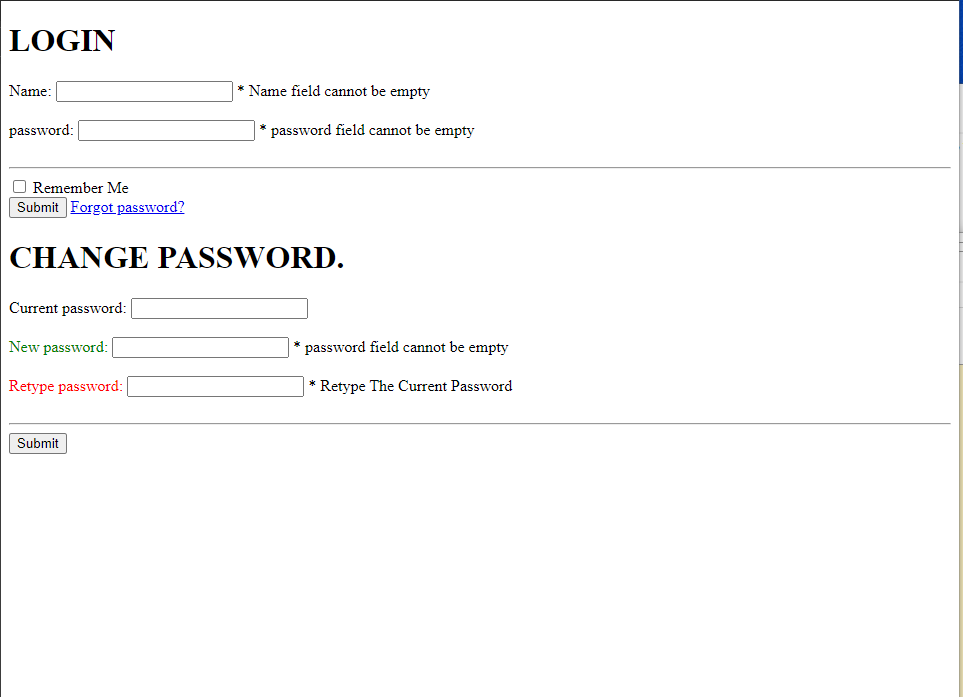 LOGIN
Name: * Name field cannot be empty
password: * password field cannot be empty
Remember Me
Submit Forgot password?
CHANGE PASSWORD.
Current password:
New password: * password field cannot be empty
Retype password: * Retype The Current Password
Submit